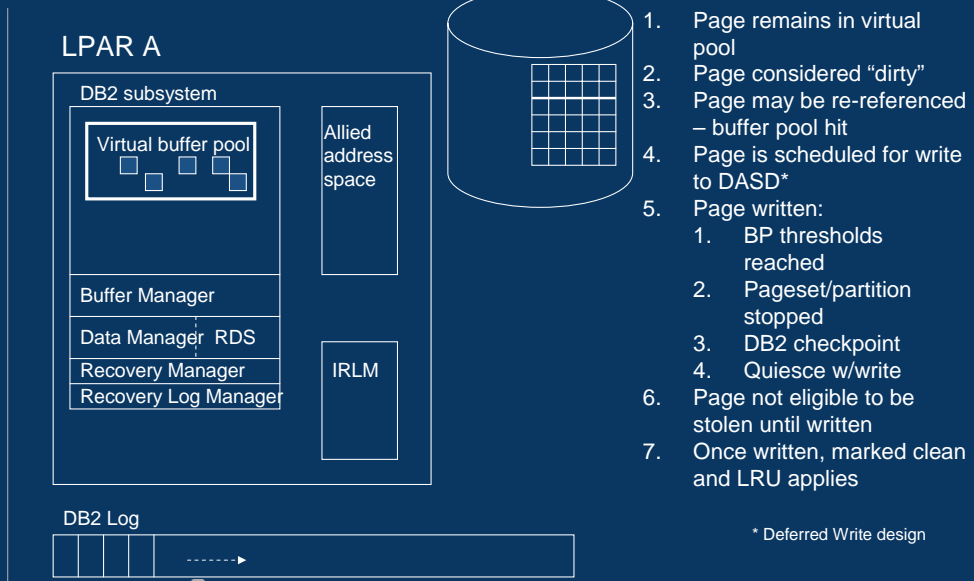 LPAR A
DB2 subsystem
Virtual buffer pool
Allied
address
space
Buffer Manager
Data Manager RDS
Recovery Manager
Recovery Log Manager
IRLM
DB2 Log
1. Page remains in virtual
pool
2. Page considered “dirty”
3. Page may be re-referenced
– buffer pool hit
4. Page is scheduled for write
to DASD*
5. Page written:
1. BP thresholds
reached
2. Pageset/partition
stopped
3. DB2 checkpoint
4. Quiesce w/write
6. Page not eligible to be
stolen until written
7. Once written, marked clean
and LRU applies
* Deferred Write design